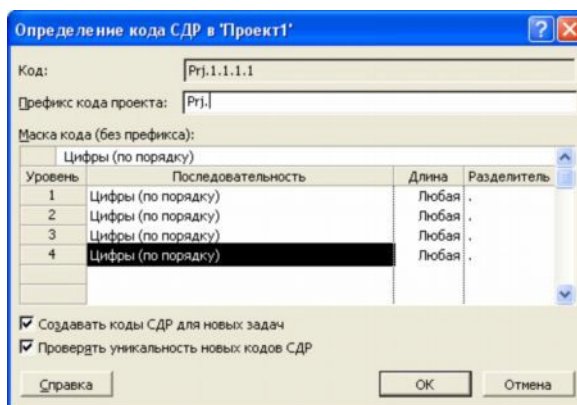 Определение кода СДР в 'Проект1'
Код: Prj.1.1.1.1
Префикс кода проекта: Prj.
Маска кода (без префикса):
Цифры (по порядку)
Уровень Последовательность Длина Разделитель
1 Цифры (по порядку) Любая .
2 Цифры (по порядку) Любая .
3 Цифры (по порядку) Любая .
4 Цифры (по порядку) Любая .
Создавать коды СДР для новых задач
Проверять уникальность новых кодов СДР
Справка ОК Отмена